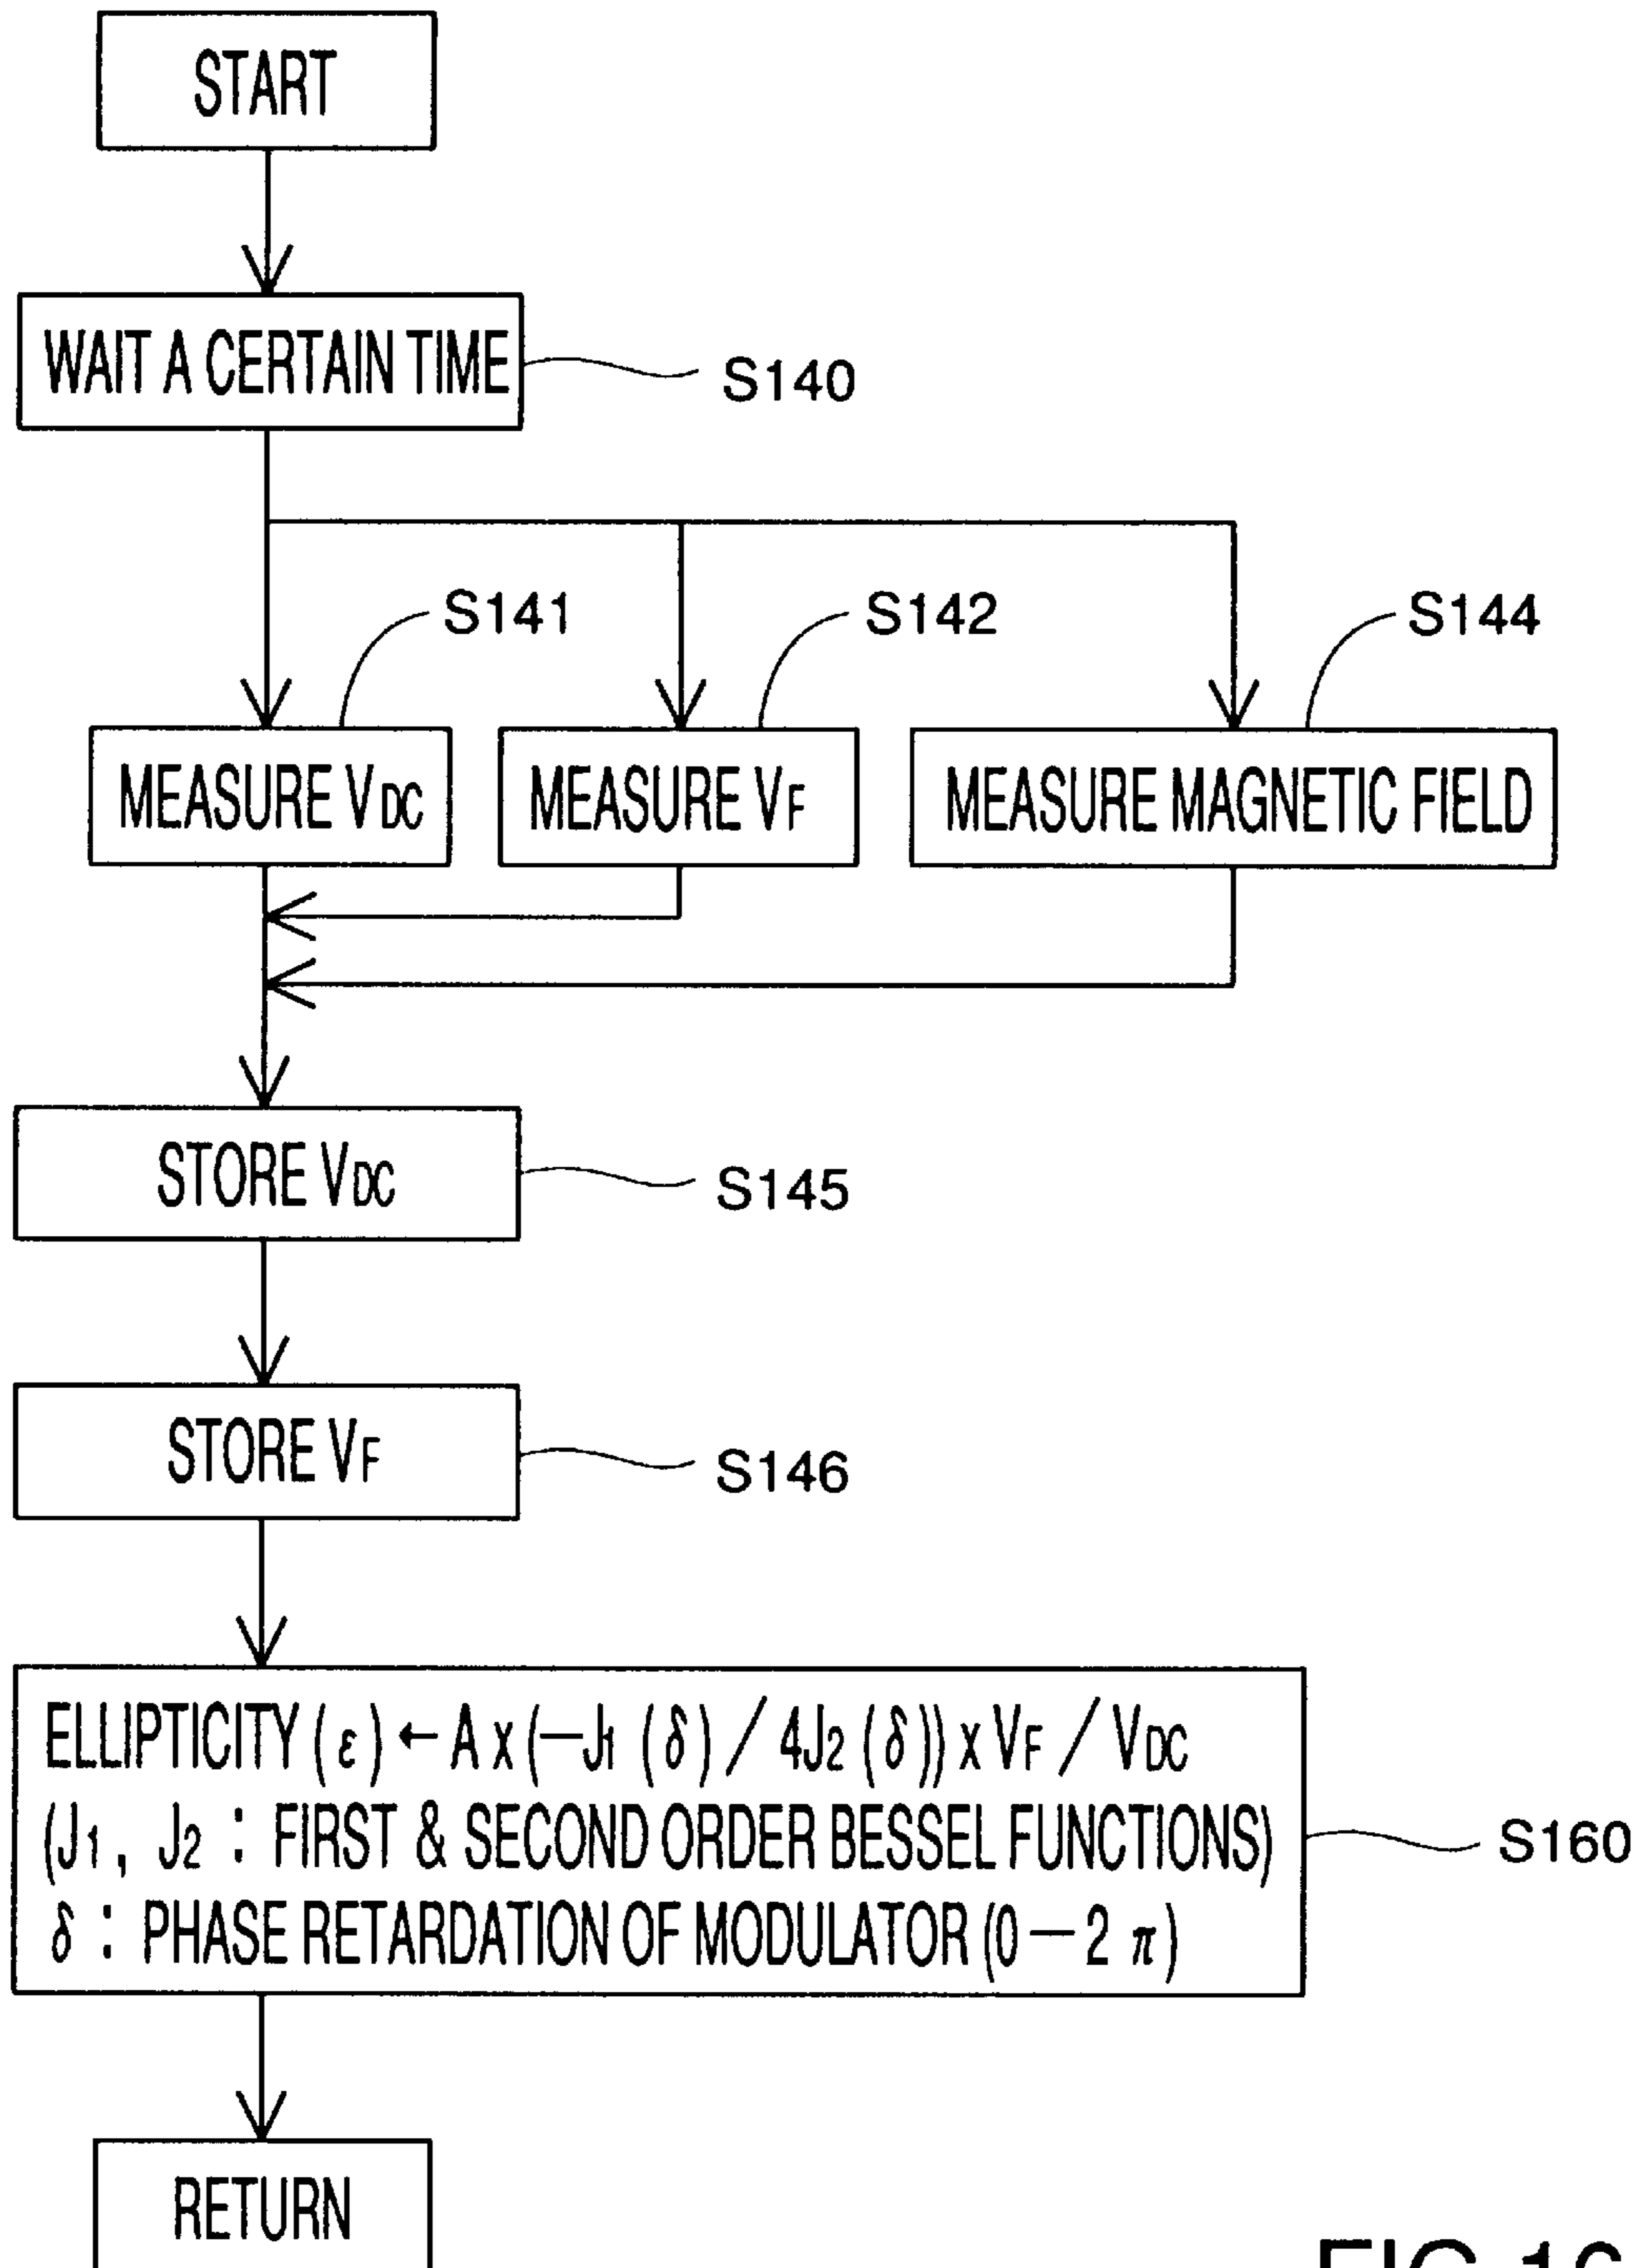 START
WAIT A CERTAIN TIME
S140
S141
S142
S144
MEASURE VDC
MEASURE VF
MEASURE MAGNETIC FIELD
STORE VDC
S145
STORE VF
S146
ELLIPTICITY (ε) ← A x (—J1 (δ) / 4J2 (δ)) x VF / VDC
(J1, J2 : FIRST & SECOND ORDER BESSEL FUNCTIONS)
δ : PHASE RETARDATION OF MODULATOR (0 — 2 π)
S160
RETURN
FIG.16